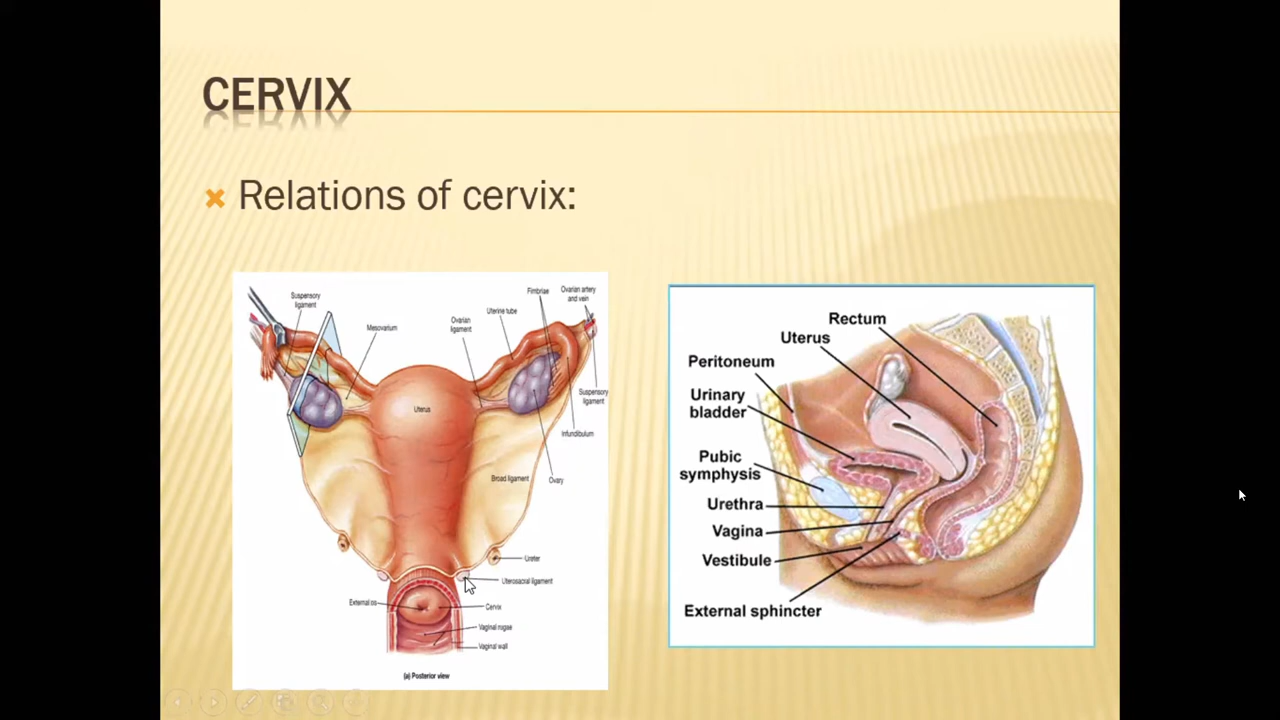 CERVIX
Relations of cervix:
Suspensory
ligament
Mesovarium
Ovarian
ligament
Uterine tube
Fimbriae
Ovarian artery
and vein
Suspensory
ligament
Infundibulum
Uterus
Broad ligament
Ovary
Ureter
Uterosacral ligament
External os
Cervix
Vaginal rugae
Vaginal wall
(a) Posterior view
Rectum
Uterus
Peritoneum
Urinary
bladder
Pubic
symphysis
Urethra
Vagina
Vestibule
External sphincter